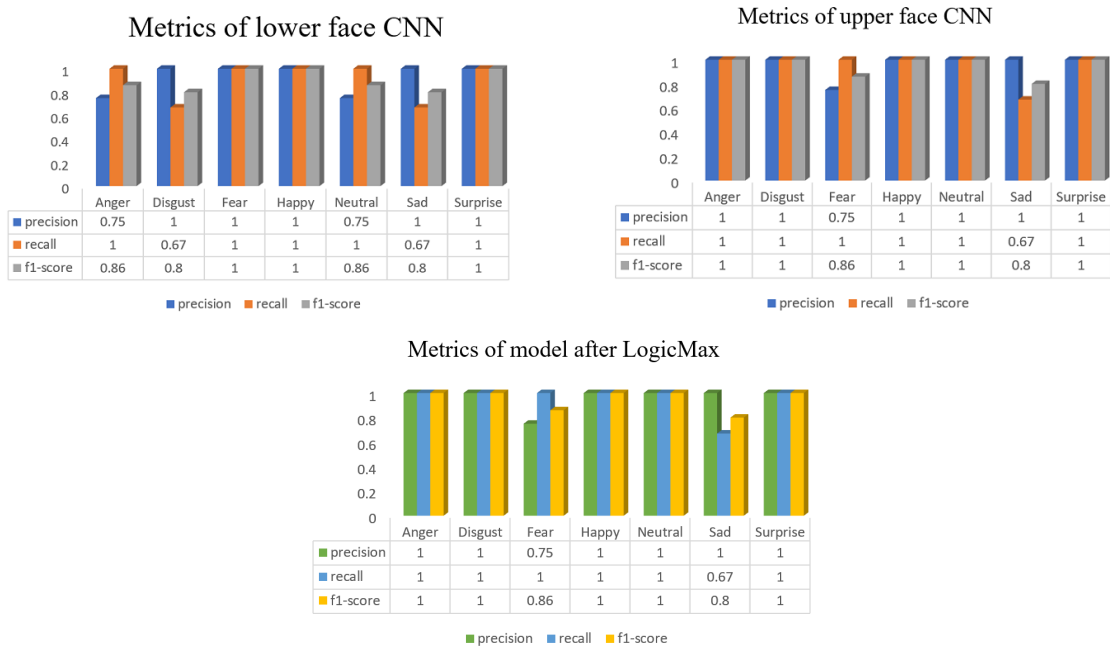 Metrics of lower face CNN
1
0.8
0.6
0.4
0.2
0
Anger Disgust Fear Happy Neutral Sad Surprise
precision 0.75 1 1 1 0.75 1 1
recall 1 0.67 1 1 1 0.67 1
f1-score 0.86 0.8 1 1 0.86 0.8 1
precision recall f1-score
Metrics of upper face CNN
1
0.8
0.6
0.4
0.2
0
Anger Disgust Fear Happy Neutral Sad Surprise
precision 1 1 0.75 1 1 1 1
recall 1 1 1 1 1 0.67 1
f1-score 1 1 0.86 1 1 0.8 1
precision recall f1-score
Metrics of model after LogicMax
1
0.8
0.6
0.4
0.2
0
Anger Disgust Fear Happy Neutral Sad Surprise
precision 1 1 0.75 1 1 1 1
recall 1 1 1 1 1 0.67 1
f1-score 1 1 0.86 1 1 0.8 1
precision recall f1-score